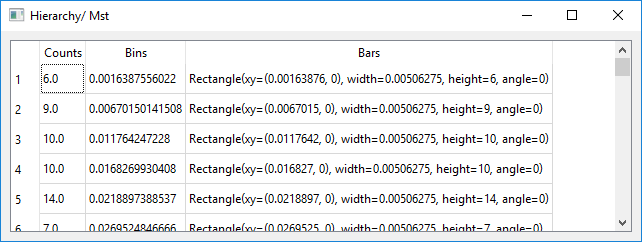 Hierarchy/ Mst
Counts Bins Bars
1 6.0 0.0016387556022 Rectangle(xy=(0.00163876, 0), width=0.00506275, height=6, angle=0)
2 9.0 0.00670150141508 Rectangle(xy=(0.0067015, 0), width=0.00506275, height=9, angle=0)
3 10.0 0.011764247228 Rectangle(xy=(0.0117642, 0), width=0.00506275, height=10, angle=0)
4 10.0 0.0168269930408 Rectangle(xy=(0.016827, 0), width=0.00506275, height=10, angle=0)
5 14.0 0.0218897388537 Rectangle(xy=(0.0218897, 0), width=0.00506275, height=14, angle=0)
6 7.0 0.0269524846666 Rectangle(xy=(0.0269525, 0), width=0.00506275, height=7, angle=0)